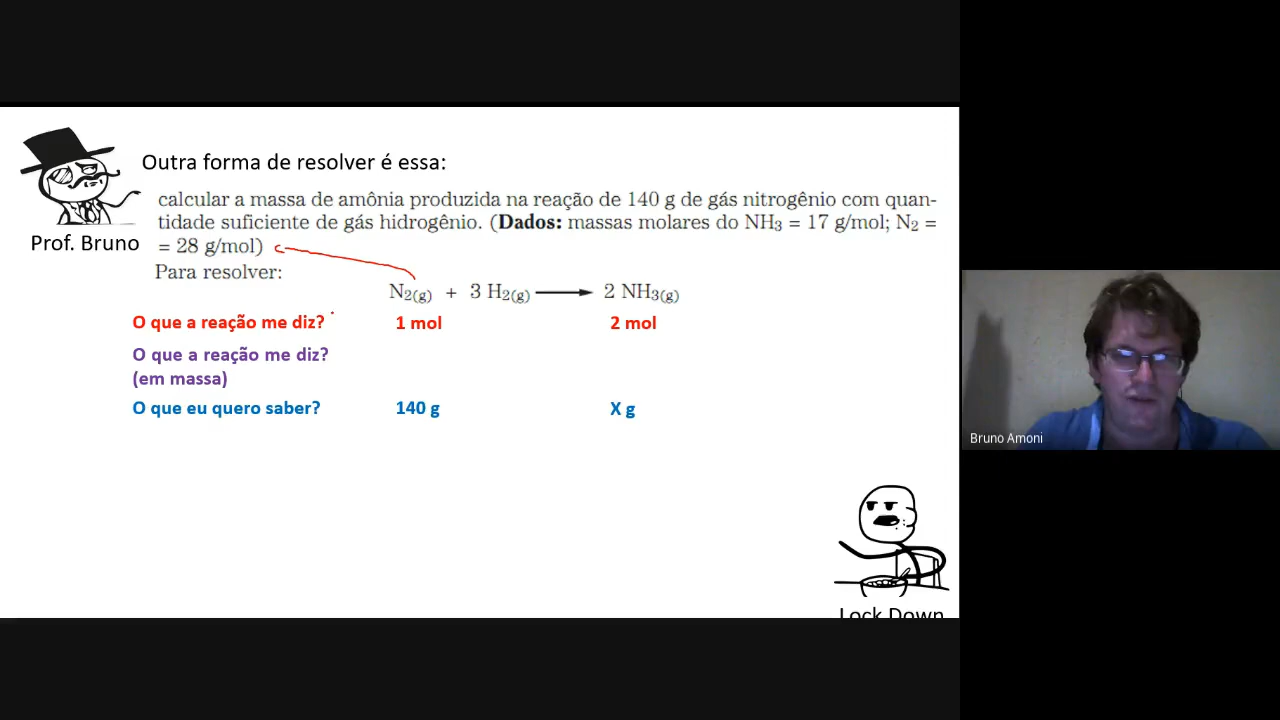 Outra forma de resolver é essa:
calcular a massa de amônia produzida na reação de 140 g de gás nitrogênio com quan-
tidade suficiente de gás hidrogênio. (Dados: massas molares do NH3 = 17 g/mol; N2 =
= 28 g/mol)
Prof. Bruno
Para resolver:
N2(g) + 3 H2(g) ⟶ 2 NH3(g)
O que a reação me diz? 1 mol 2 mol
O que a reação me diz?
(em massa)
O que eu quero saber? 140 g X g
Bruno Amoni
Lock Down